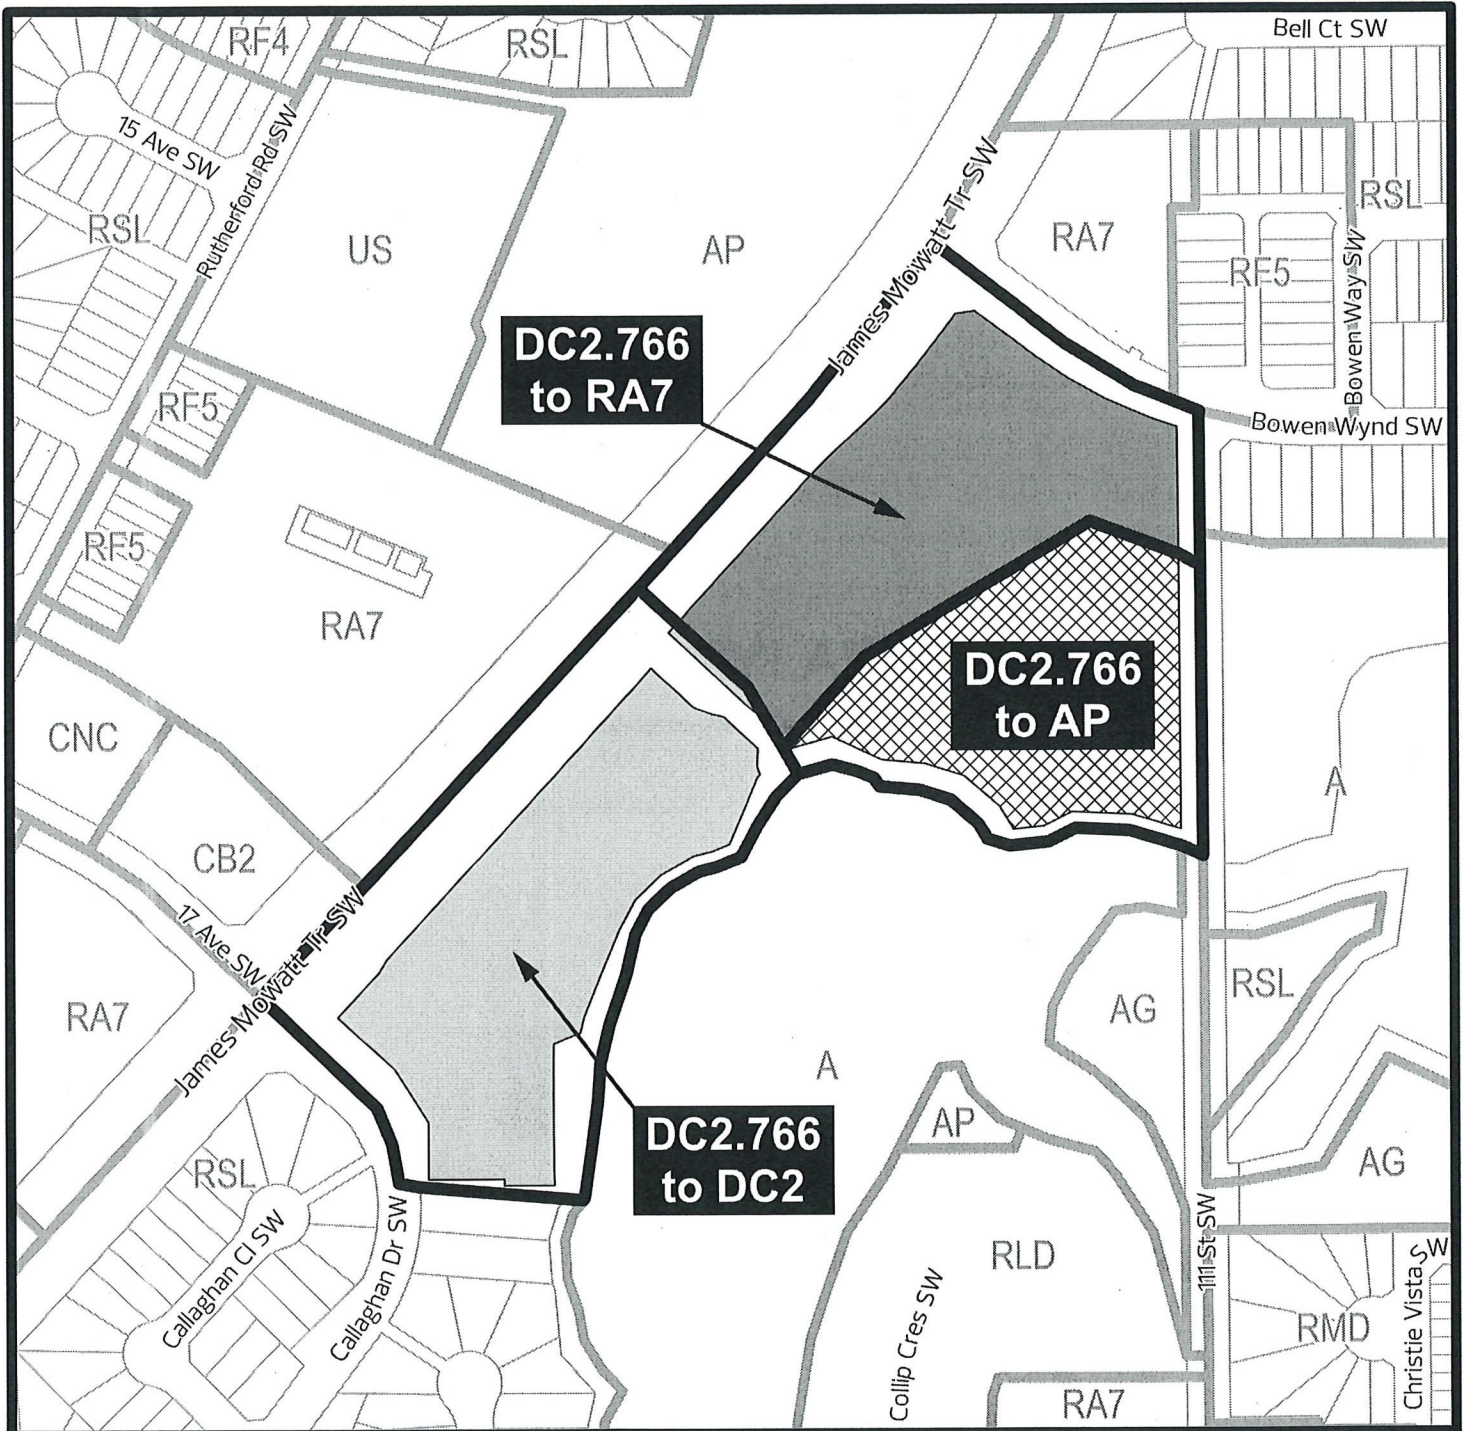 Bell Ct SW
RF4
RSL
15 Ave SW
Rutherford Rd SW
James Mowatt Tr SW
RSL
RSL
US
AP
RA7
RF5
Bowen Way SW
DC2.766
to RA7
RF5
Bowen Wynd SW
RF5
RA7
DC2.766
to AP
CNC
A
CB2
17 Ave SW
James Mowatt Tr SW
RSL
RA7
AG
A
AP
DC2.766
to DC2
RSL
AG
Callaghan Cl SW
Callaghan Dr SW
RLD
111 St SW
Collip Cres SW
RMD
Christie Vista SW
RA7